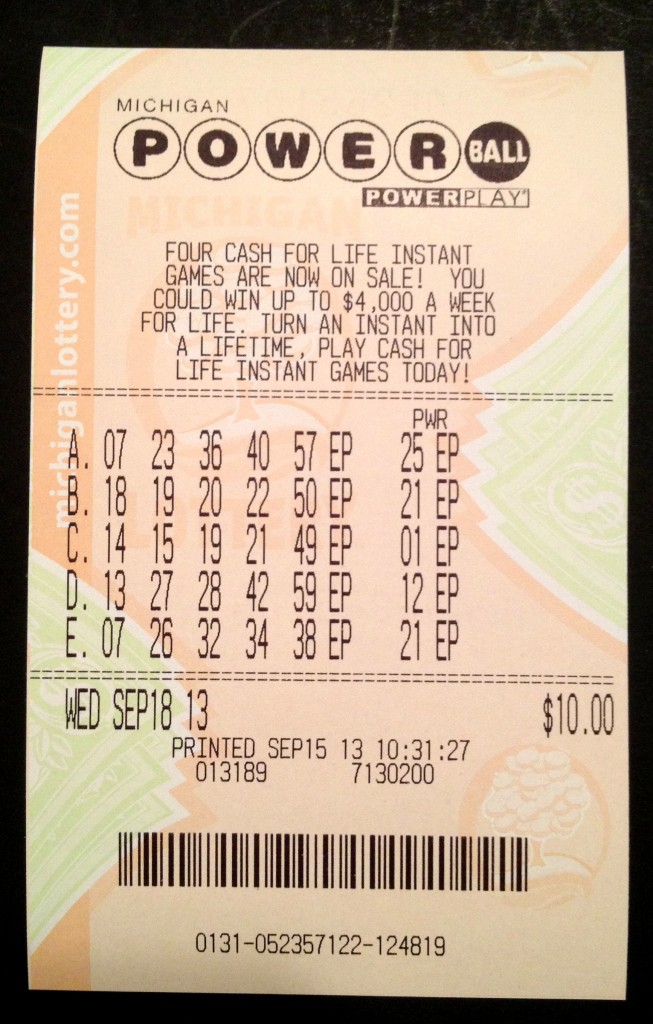 MICHIGAN
POWER BALL
POWERPLAY
MICHIGAN
FOUR CASH FOR LIFE INSTANT
GAMES ARE NOW ON SALE! YOU
COULD WIN UP TO $4,000 A WEEK
FOR LIFE. TURN AN INSTANT INTO
A LIFETIME, PLAY CASH FOR
LIFE INSTANT GAMES TODAY!
michiganlottery.com
PWR
A. 07 23 36 40 57 EP 25 EP
B. 18 19 20 22 50 EP 21 EP
C. 14 15 19 21 49 EP 01 EP
D. 13 27 28 42 59 EP 12 EP
E. 07 26 32 34 38 EP 21 EP
LOTTERY
WED SEP18 13 $10.00
PRINTED SEP15 13 10:31:27
013189 7130200
0131-052357122-124819